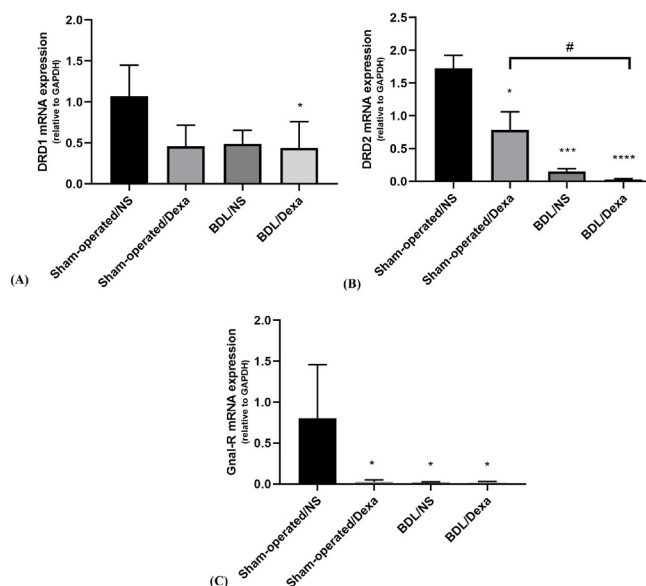 DRD1 mRNA expression
(relative to GAPDH)
2.0
1.5
1.0
0.5
0.0
*
Sham-operated/NS
Sham-operated/Dexa
BDL/NS
BDL/Dexa
(A)
DRD2 mRNA expression
(relative to GAPDH)
2.5
2.0
1.5
1.0
0.5
0.0
#
*
***
****
Sham-operated/NS
Sham-operated/Dexa
BDL/NS
BDL/Dexa
(B)
Gnal-R mRNA expression
(relative to GAPDH)
2.0
1.5
1.0
0.5
0.0
*
*
*
Sham-operated/NS
Sham-operated/Dexa
BDL/NS
BDL/Dexa
(C)